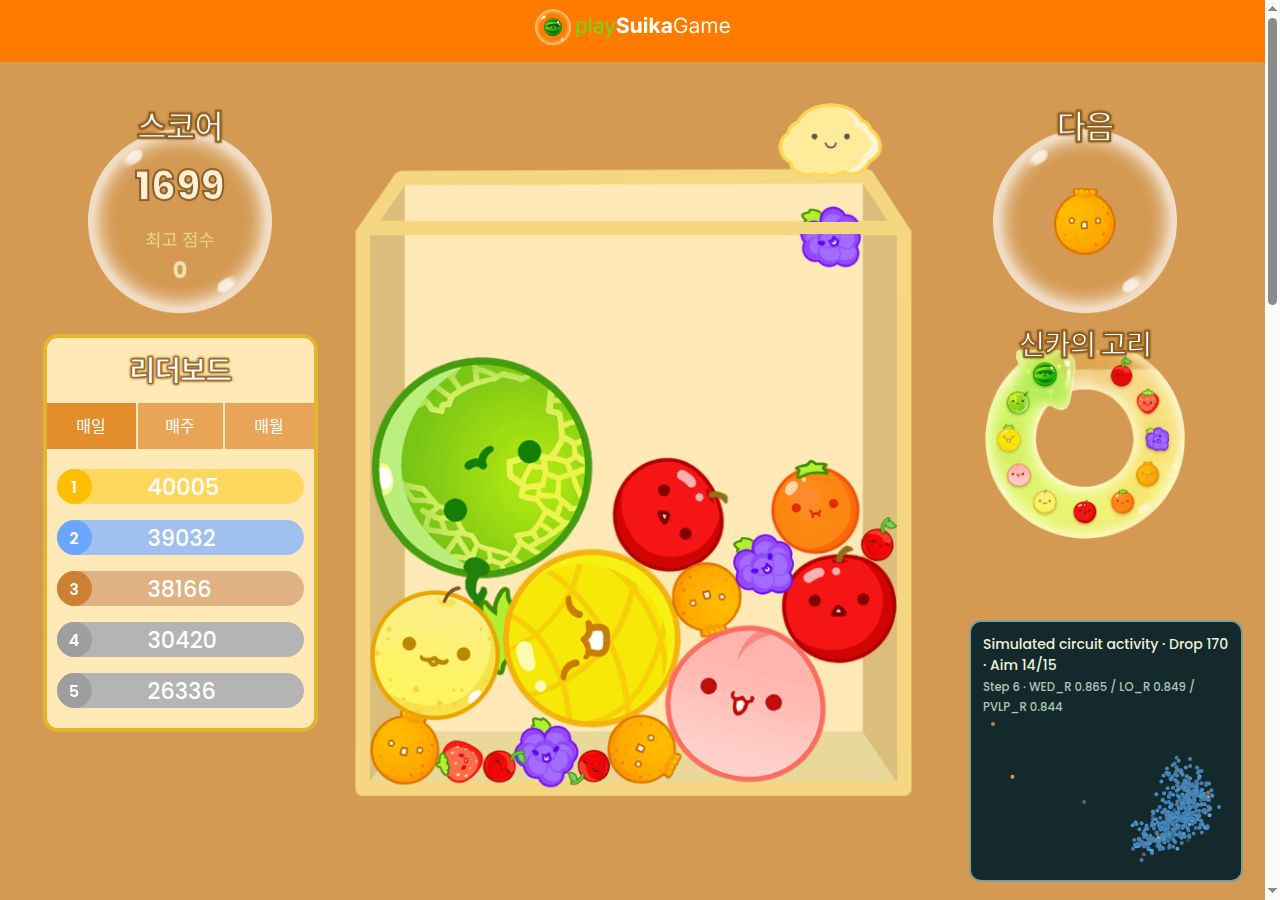 playSuikaGame
스코어
1699
최고 점수
0
다음
신카의 고리
리더보드
매일 매주 매월
1 40005
2 39032
3 38166
4 30420
5 26336
Simulated circuit activity · Drop 170
· Aim 14/15
Step 6 · WED_R 0.865 / LO_R 0.849 /
PVLP_R 0.844